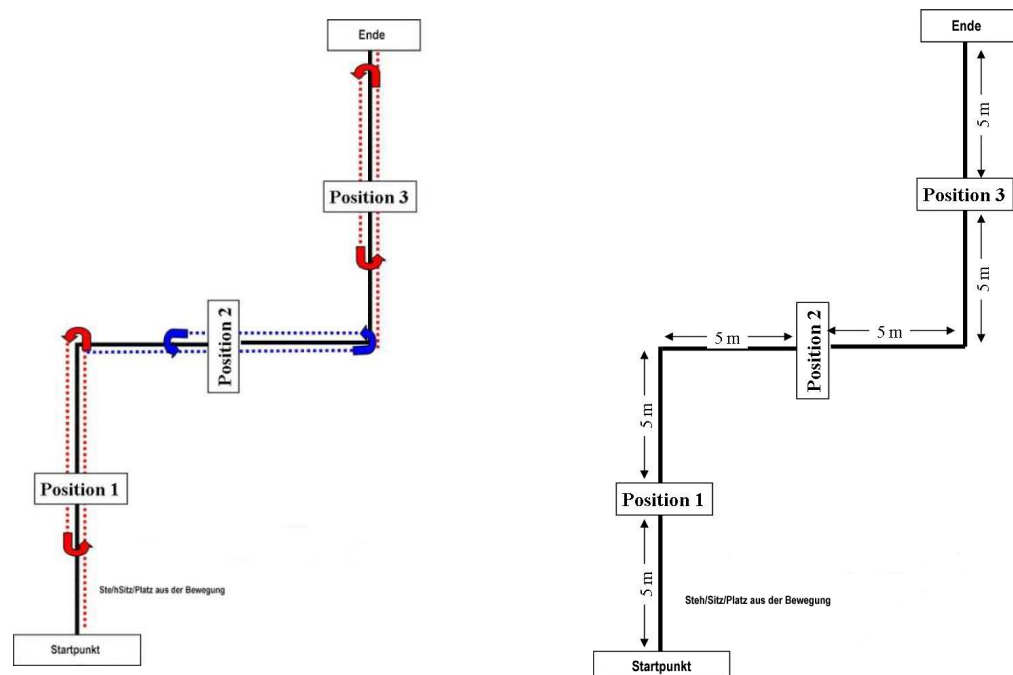 Ende
Position 3
Position 2
Position 1
Ste/hSitz/Platz aus der Bewegung
Startpunkt
Ende
5 m
Position 3
5 m
5 m
Position 2
5 m
5 m
Position 1
5 m
Steh/Sitz/Platz aus der Bewegung
Startpunkt